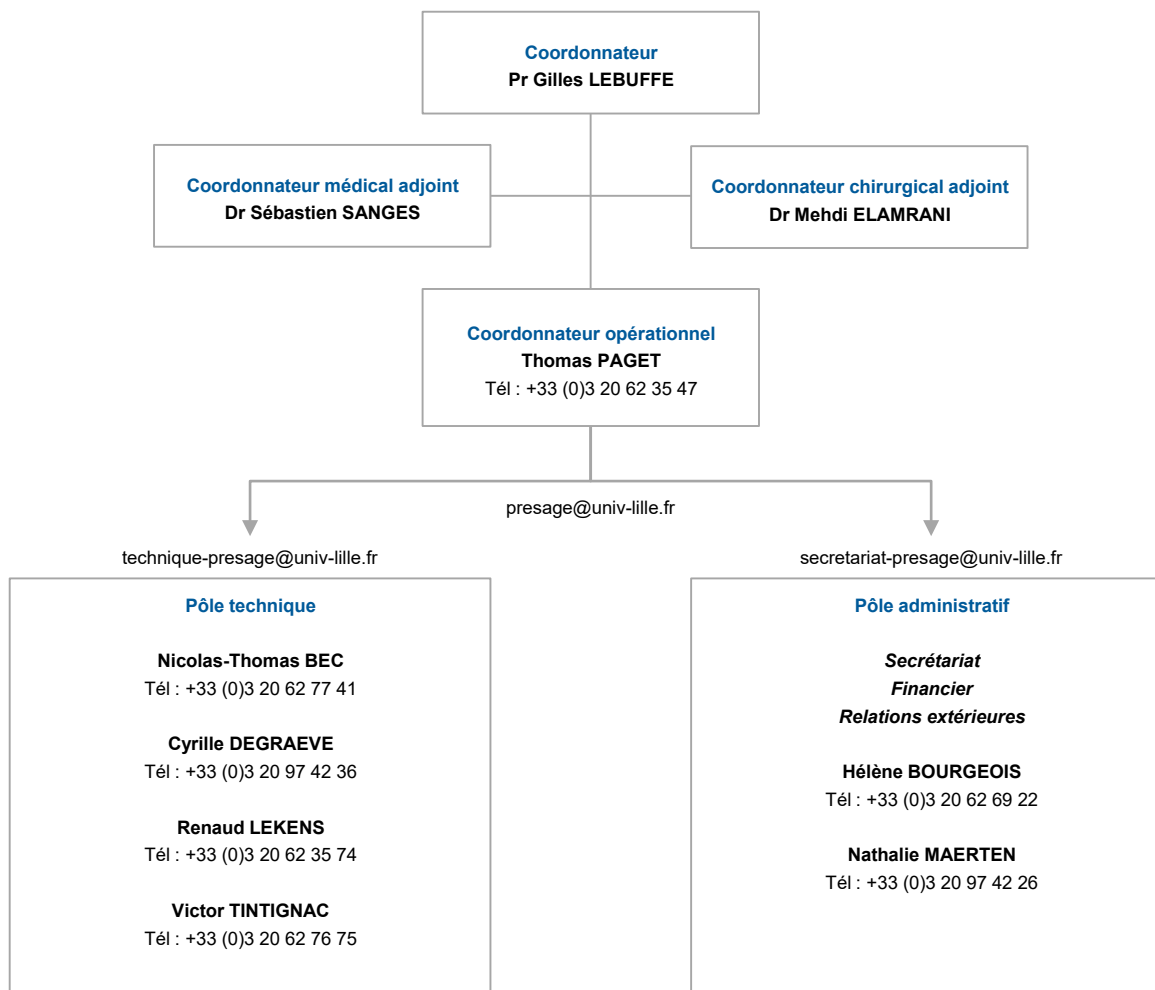 Coordonnateur
Pr Gilles LEBUFFE
Coordonnateur médical adjoint
Dr Sébastien SANGES
Coordonnateur chirurgical adjoint
Dr Mehdi ELAMRANI
Coordonnateur opérationnel
Thomas PAGET
Tél : +33 (0)3 20 62 35 47
presage@univ-lille.fr
technique-presage@univ-lille.fr
Pôle technique
Nicolas-Thomas BEC
Tél : +33 (0)3 20 62 77 41
Cyrille DEGRAEVE
Tél : +33 (0)3 20 97 42 36
Renaud LEKENS
Tél : +33 (0)3 20 62 35 74
Victor TINTIGNAC
Tél : +33 (0)3 20 62 76 75
secretariat-presage@univ-lille.fr
Pôle administratif
Secrétariat
Financier
Relations extérieures
Hélène BOURGEOIS
Tél : +33 (0)3 20 62 69 22
Nathalie MAERTEN
Tél : +33 (0)3 20 97 42 26